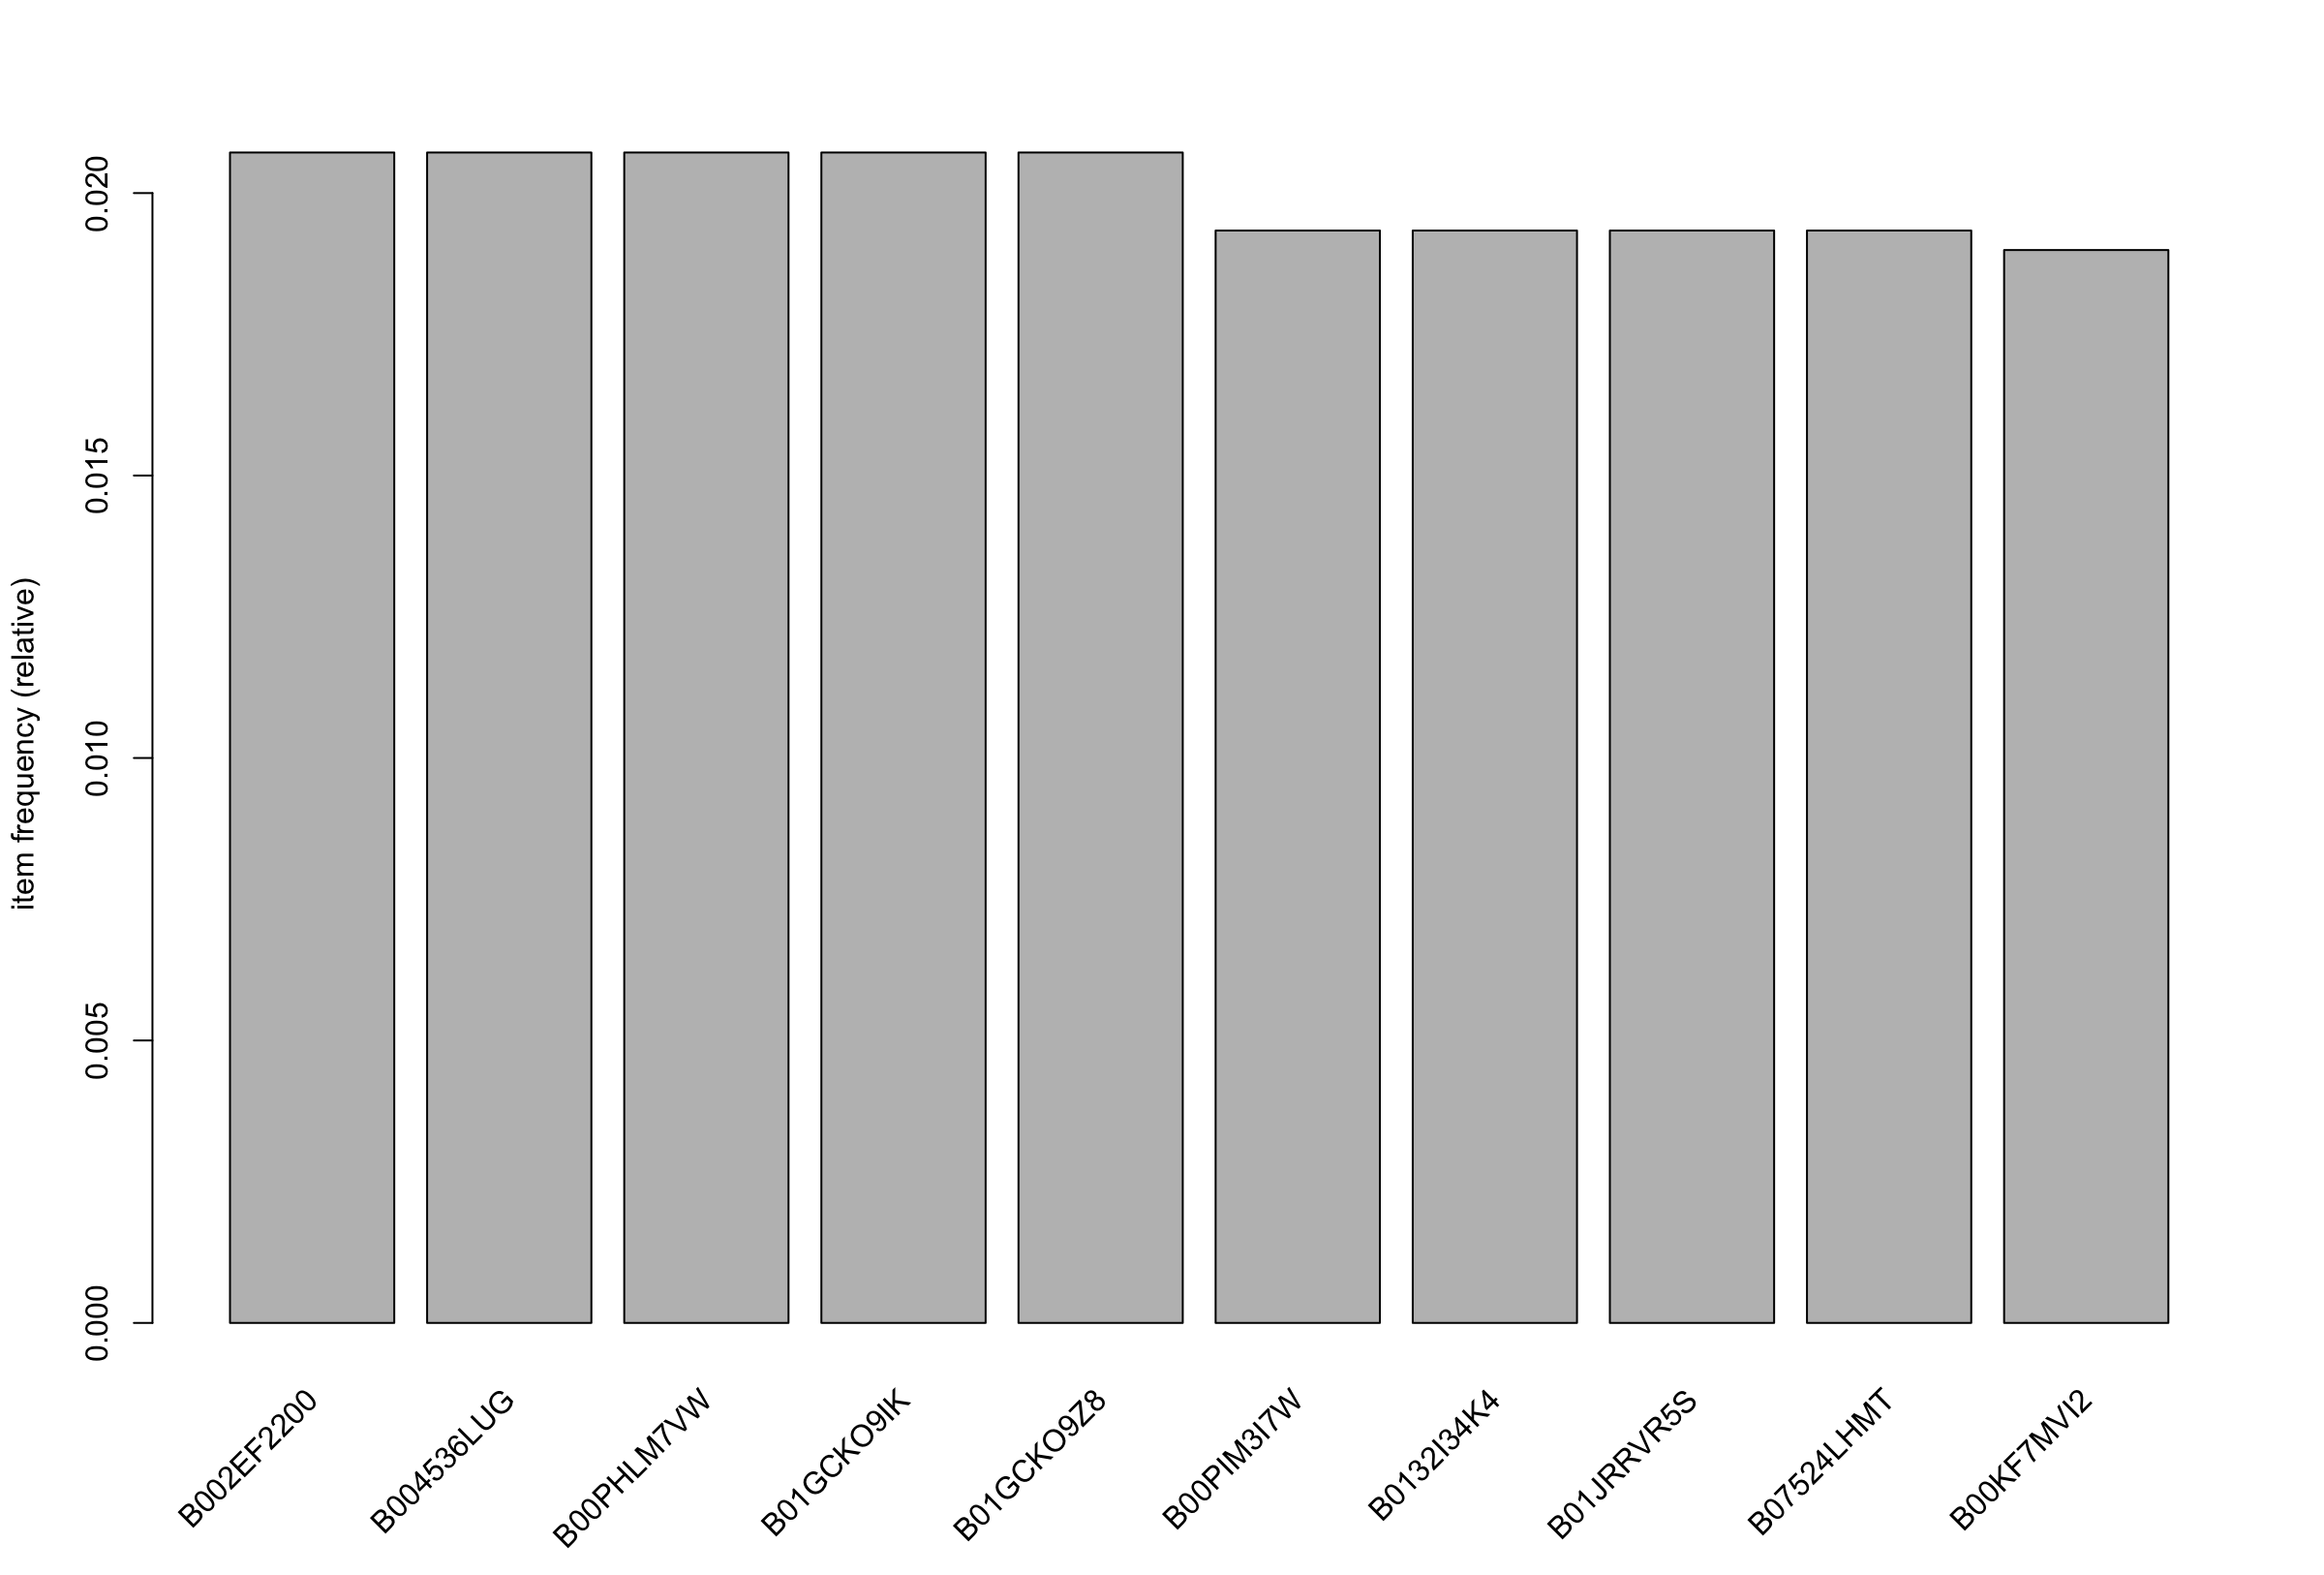 item frequency (relative)
0.020
0.015
0.010
0.005
0.000
B002EF2200
B004536LUG
B00PHLM7VW
B01GCKO9IK
B01GCKO9Z8
B00PIM3I7W
B0132I34K4
B01JRRVR5S
B07524LHMT
B00KF7MVI2